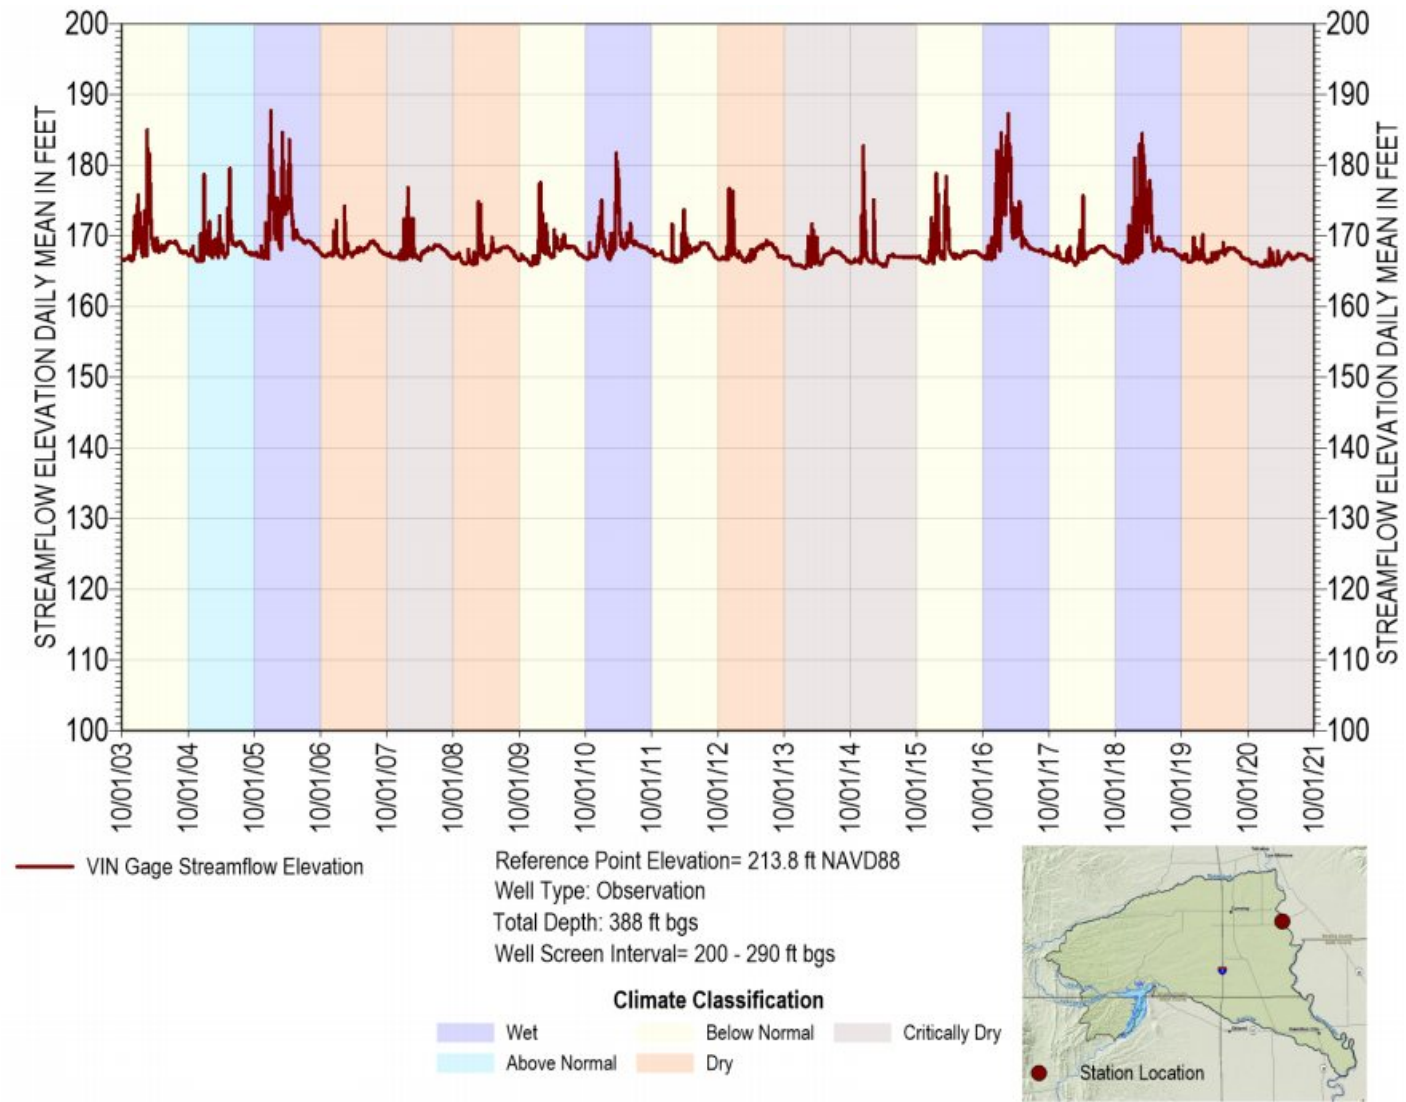 200
190
180
170
160
150
140
130
120
110
100
STREAMFLOW ELEVATION DAILY MEAN IN FEET
200
190
180
170
160
150
140
130
120
110
100
STREAMFLOW ELEVATION DAILY MEAN IN FEET
10/01/03
10/01/04
10/01/05
10/01/06
10/01/07
10/01/08
10/01/09
10/01/10
10/01/11
10/01/12
10/01/13
10/01/14
10/01/15
10/01/16
10/01/17
10/01/18
10/01/19
10/01/20
10/01/21
VIN Gage Streamflow Elevation
Reference Point Elevation= 213.8 ft NAVD88
Well Type: Observation
Total Depth: 388 ft bgs
Well Screen Interval= 200 - 290 ft bgs
Climate Classification
Wet
Below Normal
Critically Dry
Above Normal
Dry
Station Location